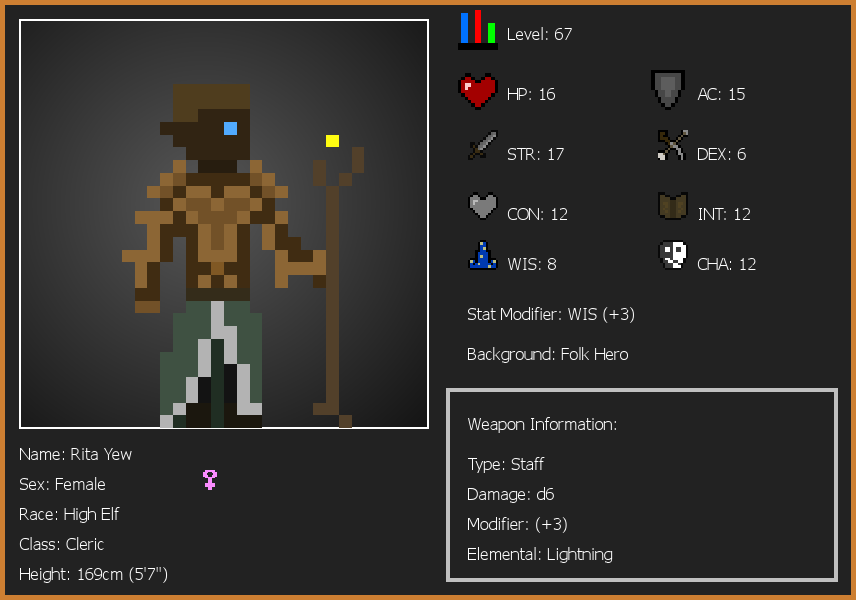 Level: 67
HP: 16
AC: 15
STR: 17
DEX: 6
CON: 12
INT: 12
WIS: 8
CHA: 12
Stat Modifier: WIS (+3)
Background: Folk Hero
Weapon Information:
Type: Staff
Damage: d6
Modifier: (+3)
Elemental: Lightning
Name: Rita Yew
Sex: Female
Race: High Elf
Class: Cleric
Height: 169cm (5'7")